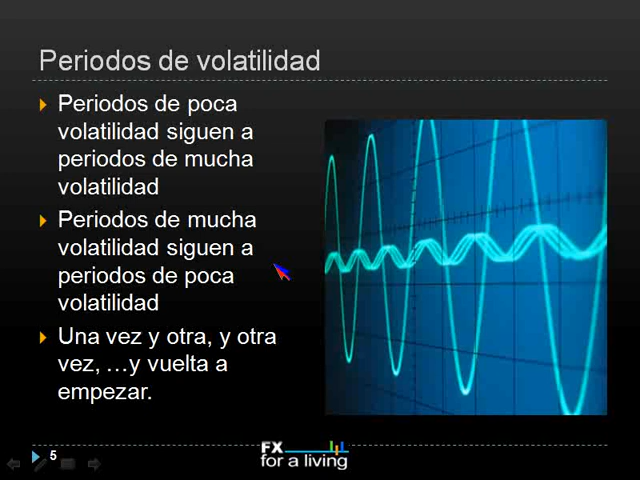 Periodos de volatilidad
Periodos de poca
volatilidad siguen a
periodos de mucha
volatilidad
Periodos de mucha
volatilidad siguen a
periodos de poca
volatilidad
Una vez y otra, y otra
vez, …y vuelta a
empezar.
5
FX
for a living